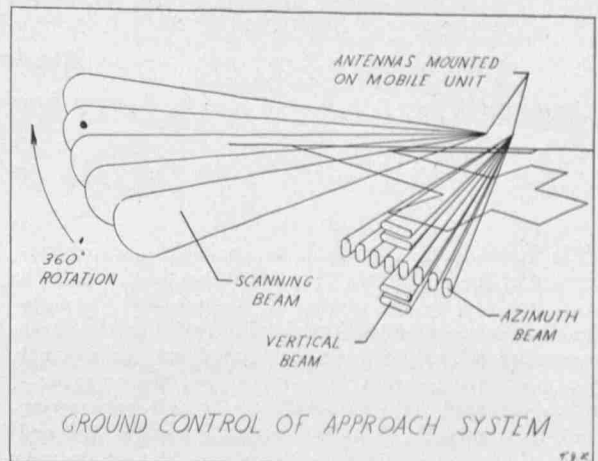 ANTENNAS MOUNTED
ON MOBILE UNIT
360°
ROTATION
SCANNING
BEAM
AZIMUTH
BEAM
VERTICAL
BEAM
GROUND CONTROL OF APPROACH SYSTEM